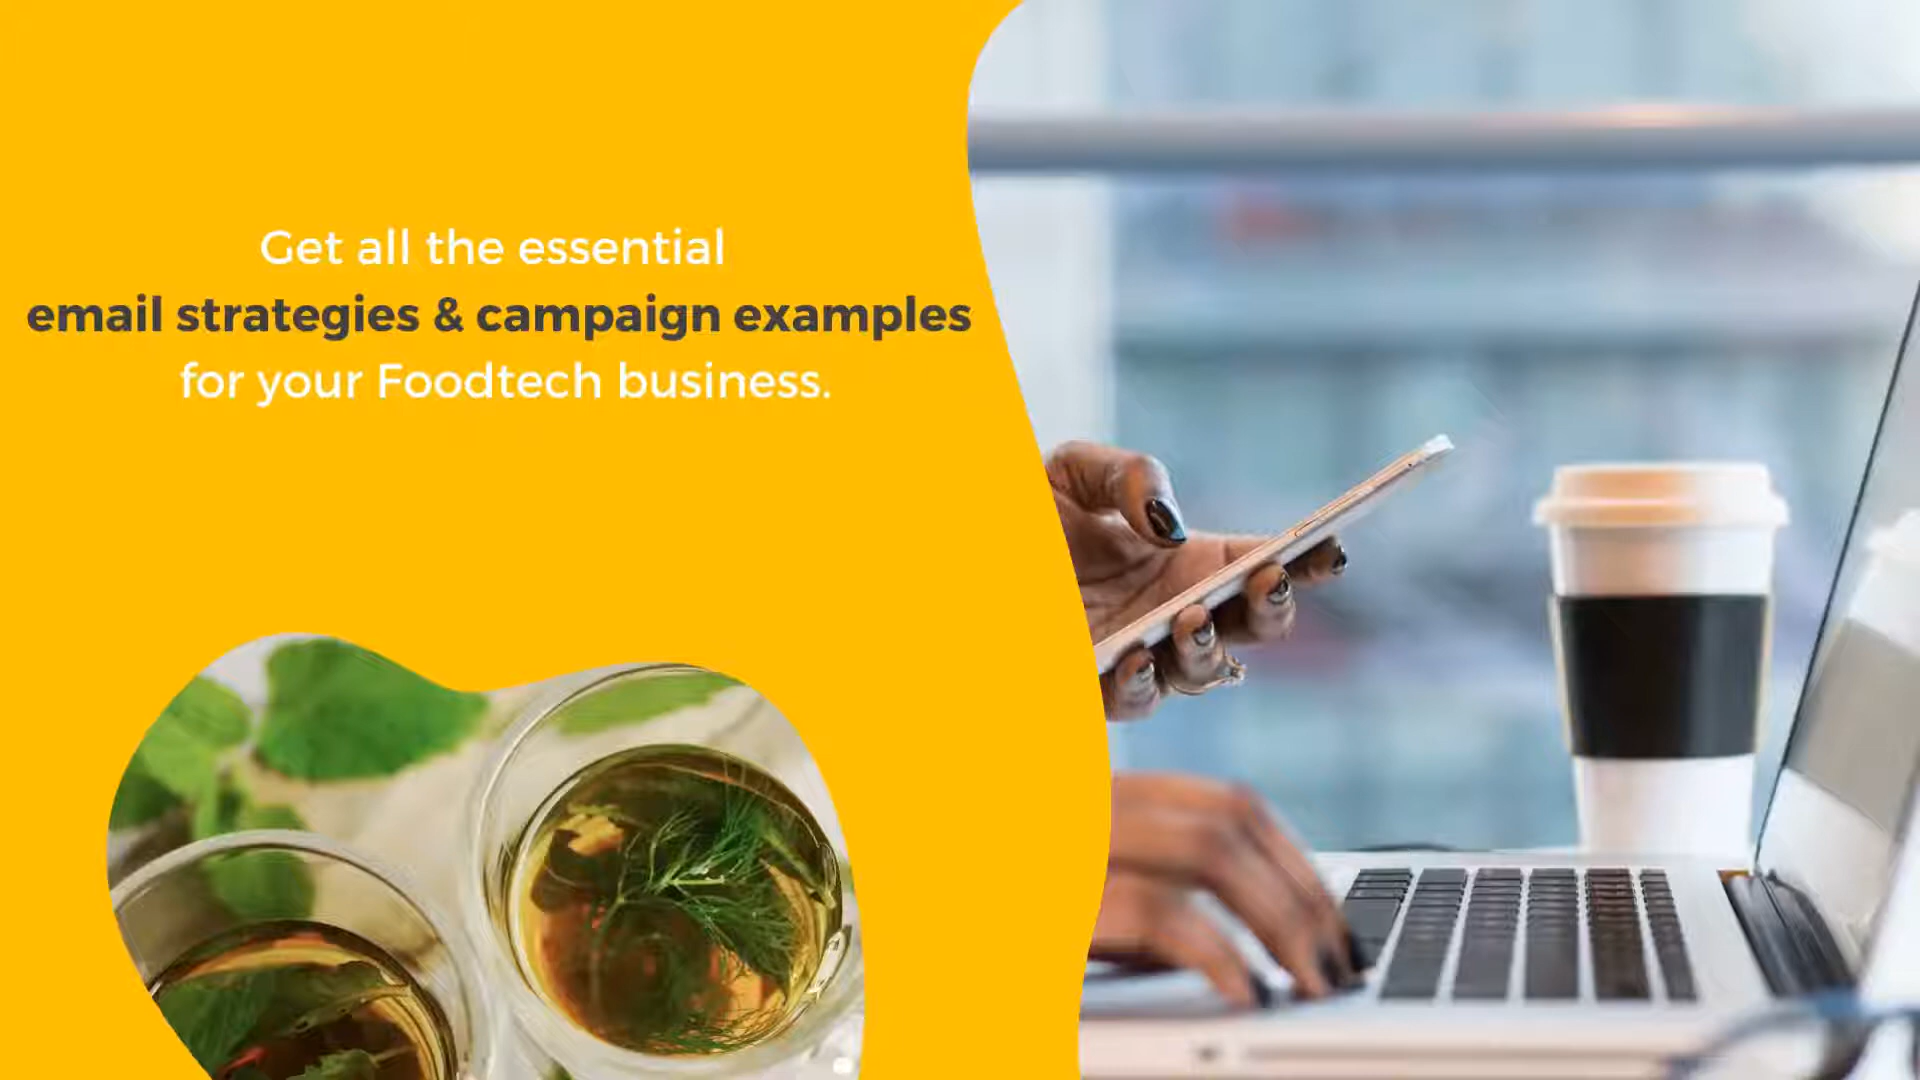 Get all the essential
email strategies & campaign examples
for your Foodtech business.